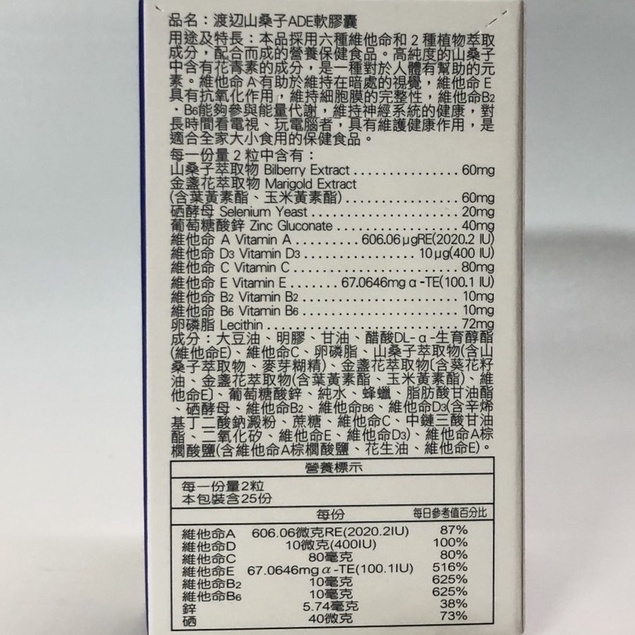 品名：渡辺山桑子ADE軟膠囊
用途及特長：本品採用六種維他命和2種植物萃取
成分，配合而成的營養保健食品。高純度的山桑子
中含有花青素的成分，是一種對於人體有幫助的元
素。維他命A有助於維持在暗處的視覺，維他命E
具有抗氧化作用，維持細胞膜的完整性，維他命B2
、B6能夠參與能量代謝，維持神經系統的健康，對
長時間看電視、玩電腦者，具有維護健康作用，是
適合全家大小食用的保健食品。
每一份量2粒中含有：
山桑子萃取物 Bilberry Extract..................60mg
金盞花萃取物 Marigold Extract
(含葉黃素酯、玉米黃素酯)..................60mg
硒酵母 Selenium Yeast..................20mg
葡萄糖酸鋅 Zinc Gluconate..................40mg
維他命 A Vitamin A..........606.06μgRE(2020.2 IU)
維他命 D3 Vitamin D3..................10μg(400 IU)
維他命 C Vitamin C..................80mg
維他命 E Vitamin E........67.0646mg α-TE(100.1 IU)
維他命 B2 Vitamin B2..................10mg
維他命 B6 Vitamin B6..................10mg
卵磷脂 Lecithin..................72mg
成分：大豆油、明膠、甘油、醋酸DL-α-生育醇酯
(維他命E)、維他命C、卵磷脂、山桑子萃取物(含山
桑子萃取物、麥芽糊精)、金盞花萃取物(含葵花籽
油、金盞花萃取物(含葉黃素酯、玉米黃素酯)、維
他命E)、葡萄糖酸鋅、純水、蜂蠟、脂肪酸甘油酯
、硒酵母、維他命B2、維他命B6、維他命D3(含辛烯
基丁二酸鈉澱粉、蔗糖、維他命C、中鏈三酸甘油
酯、二氧化矽、維他命E、維他命D3)、維他命A棕
櫚酸鹽(含維他命A棕櫚酸鹽、花生油、維他命E)。
營養標示
每一份量2粒
本包裝含25份
每份 每日參考值百分比
維他命A 606.06微克RE(2020.2IU) 87%
維他命D 10微克(400IU) 100%
維他命C 80毫克 80%
維他命E 67.0646mgα-TE(100.1IU) 516%
維他命B2 10毫克 625%
維他命B6 10毫克 625%
鋅 5.74毫克 38%
硒 40微克 73%